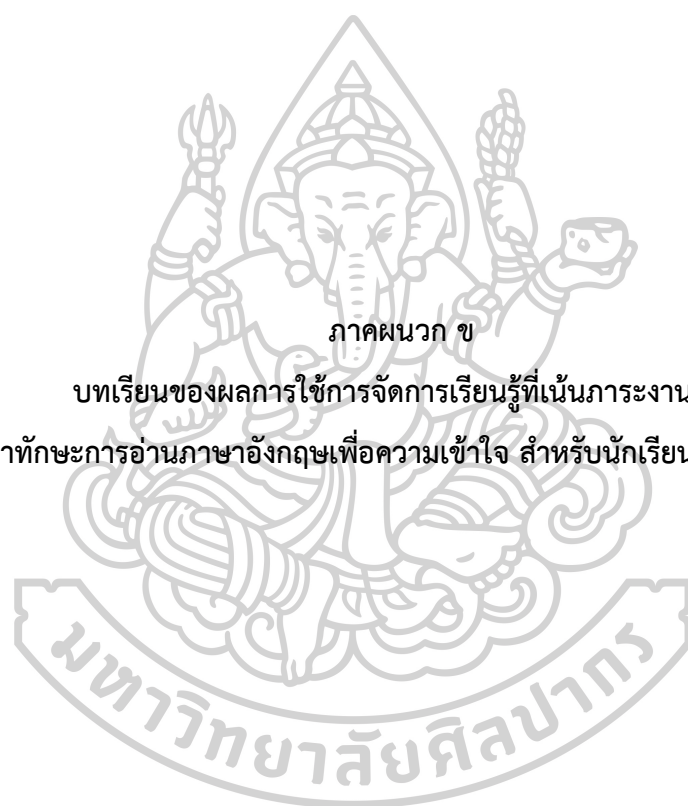 ภาคผนวก ข
บทเรียนของผลการใช้การจัดการเรียนรู้ที่เน้นภาระงาน
าทักษะการอ่านภาษาอังกฤษเพื่อความเข้าใจ สำหรับนักเรียน
มหาวิทยาลัยศิลปากร